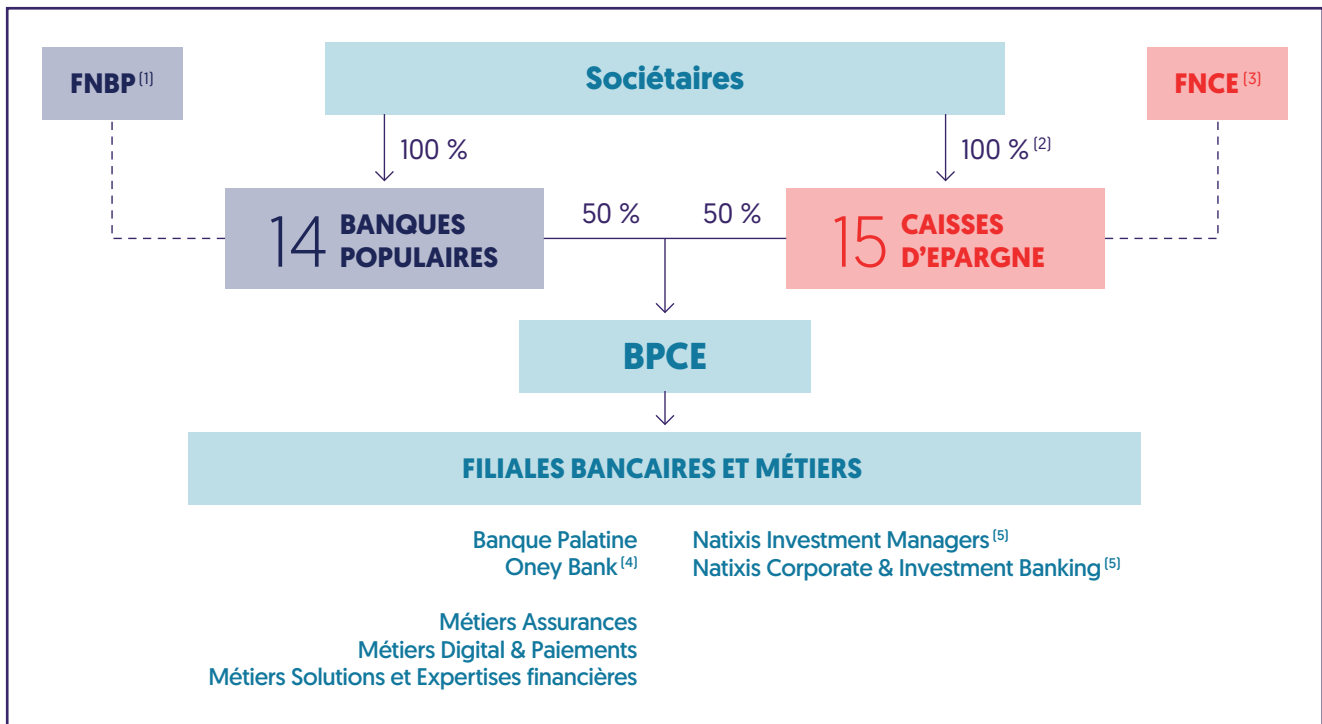 FNBP (1)
Sociétaires
FNCE (3)
100 %
100 % (2)
14 BANQUES
POPULAIRES
50 %
50 %
15 CAISSES
D'EPARGNE
BPCE
FILIALES BANCAIRES ET MÉTIERS
Banque Palatine
Oney Bank (4)
Natixis Investment Managers (5)
Natixis Corporate & Investment Banking (5)
Métiers Assurances
Métiers Digital & Paiements
Métiers Solutions et Expertises financières